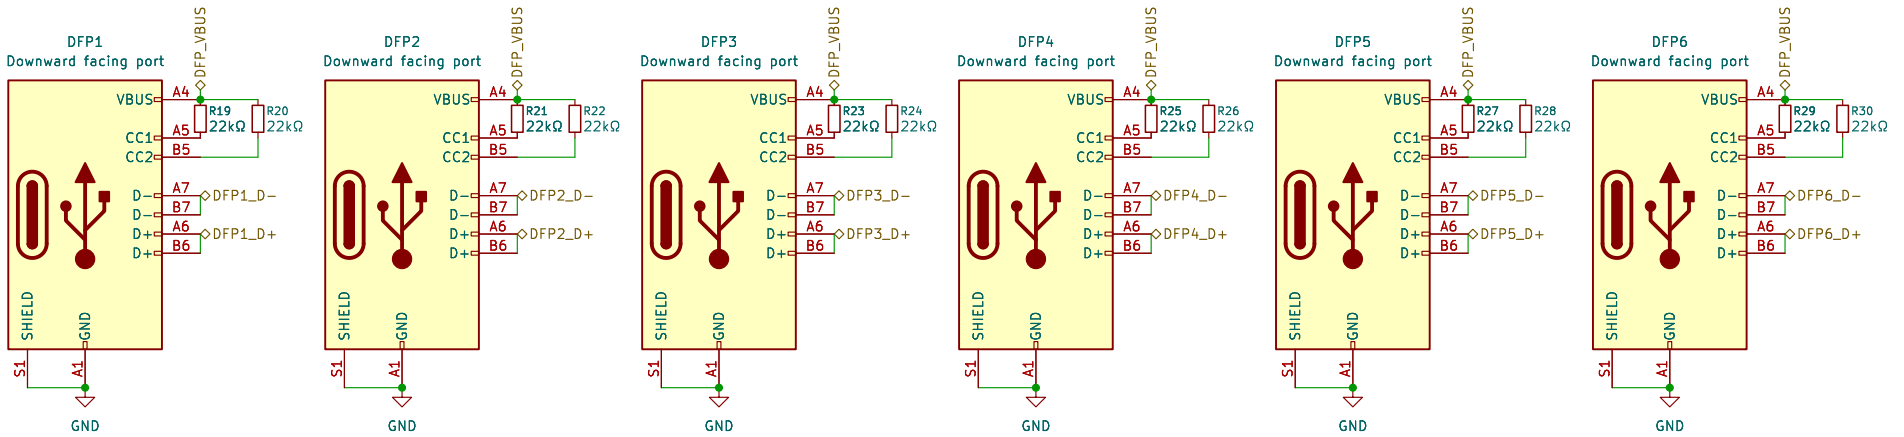 DFP1
Downward facing port
DFP_VBUS
VBUS
A4
R19
22kΩ
R20
22kΩ
CC1
A5
CC2
B5
D-
A7
DFP1_D-
D-
B7
D+
A6
DFP1_D+
D+
B6
SHIELD
GND
S1
A1
GND
DFP2
Downward facing port
DFP_VBUS
VBUS
A4
R21
22kΩ
R22
22kΩ
CC1
A5
CC2
B5
D-
A7
DFP2_D-
D-
B7
D+
A6
DFP2_D+
D+
B6
SHIELD
GND
S1
A1
GND
DFP3
Downward facing port
DFP_VBUS
VBUS
A4
R23
22kΩ
R24
22kΩ
CC1
A5
CC2
B5
D-
A7
DFP3_D-
D-
B7
D+
A6
DFP3_D+
D+
B6
SHIELD
GND
S1
A1
GND
DFP4
Downward facing port
DFP_VBUS
VBUS
A4
R25
22kΩ
R26
22kΩ
CC1
A5
CC2
B5
D-
A7
DFP4_D-
D-
B7
D+
A6
DFP4_D+
D+
B6
SHIELD
GND
S1
A1
GND
DFP5
Downward facing port
DFP_VBUS
VBUS
A4
R27
22kΩ
R28
22kΩ
CC1
A5
CC2
B5
D-
A7
DFP5_D-
D-
B7
D+
A6
DFP5_D+
D+
B6
SHIELD
GND
S1
A1
GND
DFP6
Downward facing port
DFP_VBUS
VBUS
A4
R29
22kΩ
R30
22kΩ
CC1
A5
CC2
B5
D-
A7
DFP6_D-
D-
B7
D+
A6
DFP6_D+
D+
B6
SHIELD
GND
S1
A1
GND